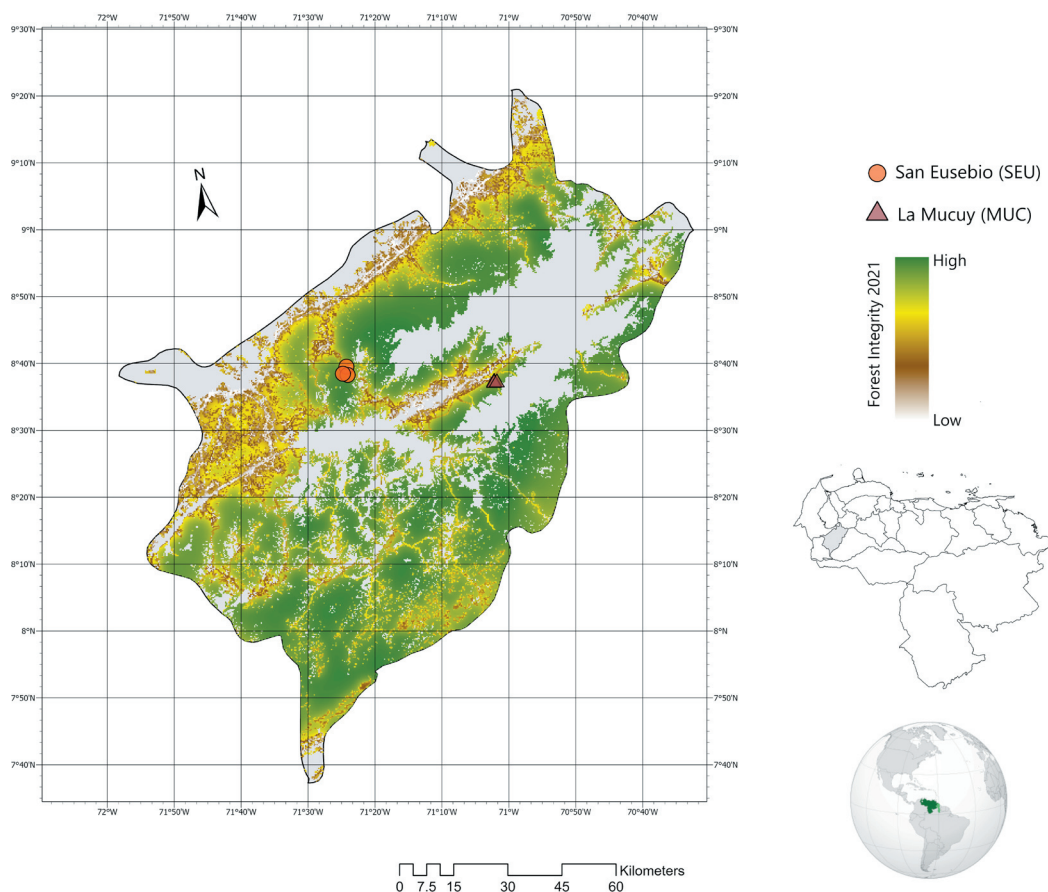 72°W 71°50'W 71°40'W 71°30'W 71°20'W 71°10'W 71°W 70°50'W 70°40'W
9°30'N 9°30'N
9°20'N 9°20'N
9°10'N 9°10'N
N
9°N 9°N
8°50'N 8°50'N
8°40'N 8°40'N
8°30'N 8°30'N
8°20'N 8°20'N
8°10'N 8°10'N
8°N 8°N
7°50'N 7°50'N
7°40'N 7°40'N
72°W 71°50'W 71°40'W 71°30'W 71°20'W 71°10'W 71°W 70°50'W 70°40'W
San Eusebio (SEU)
La Mucuy (MUC)
Forest Integrity 2021
High
Low
Kilometers
0 7.5 15 30 45 60